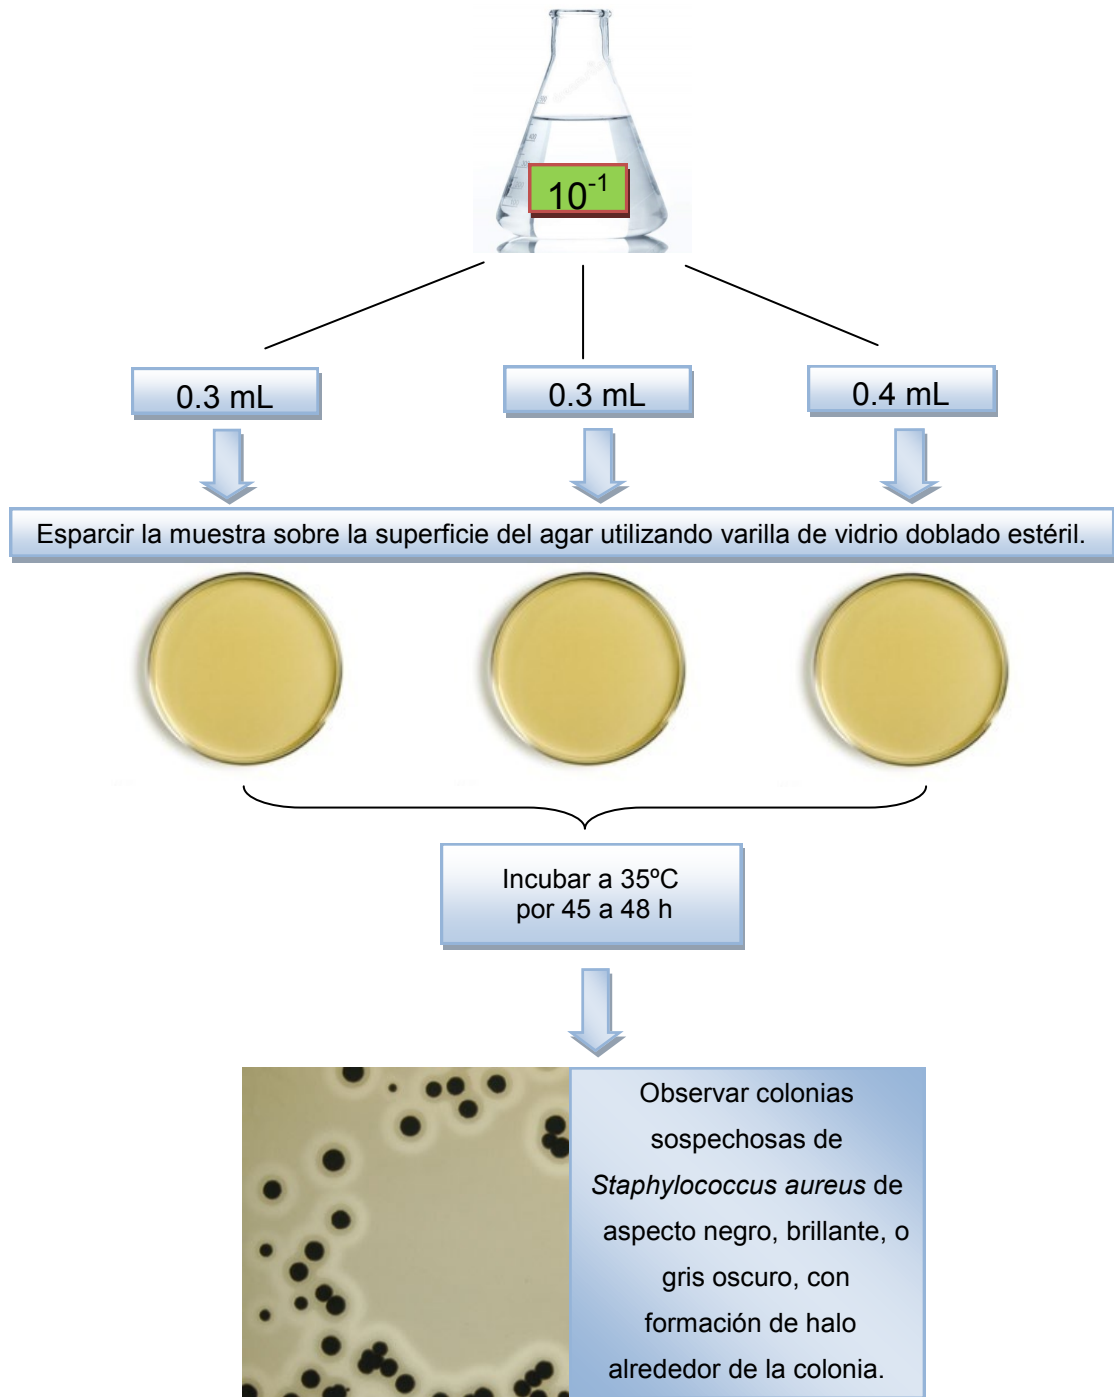 10⁻¹
0.3 mL
0.3 mL
0.4 mL
Esparcir la muestra sobre la superficie del agar utilizando varilla de vidrio doblado estéril.
Incubar a 35ºC
por 45 a 48 h
Observar colonias
sospechosas de
Staphylococcus aureus de
aspecto negro, brillante, o
gris oscuro, con
formación de halo
alrededor de la colonia.